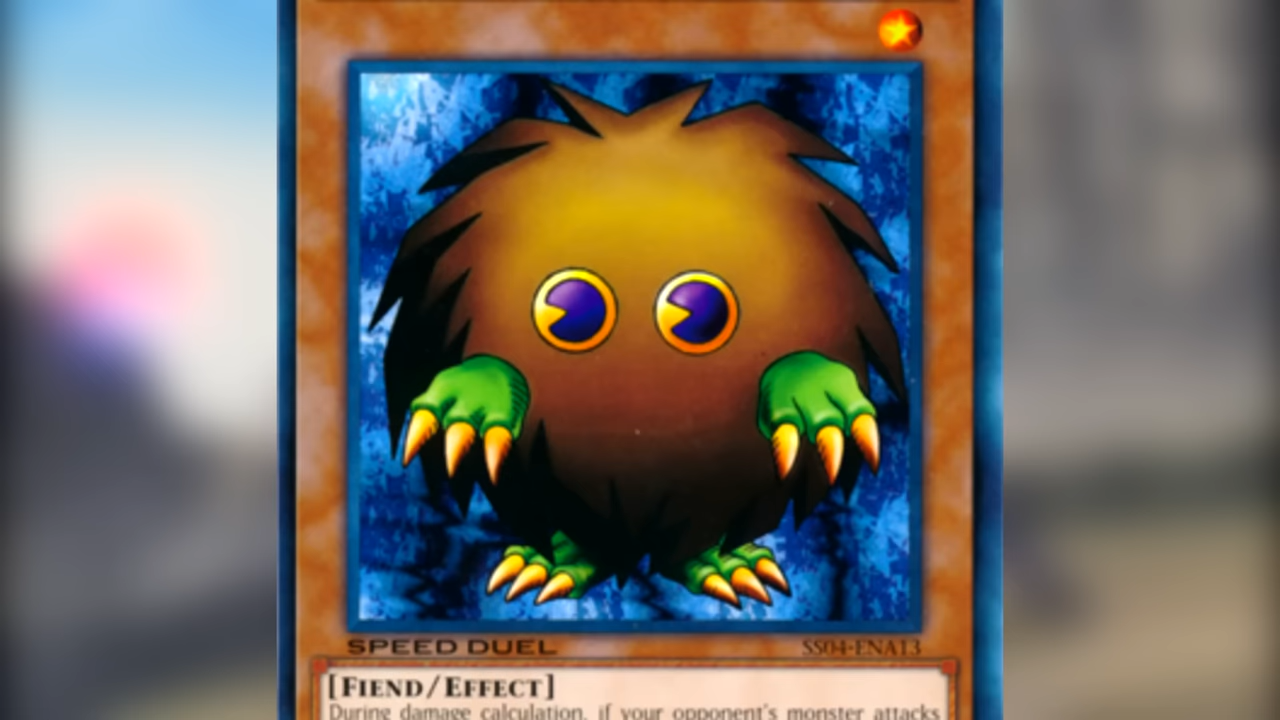 SPEED DUEL SS04-ENA13
[FIEND/EFFECT]
During damage calculation, if your opponent's monster attacks